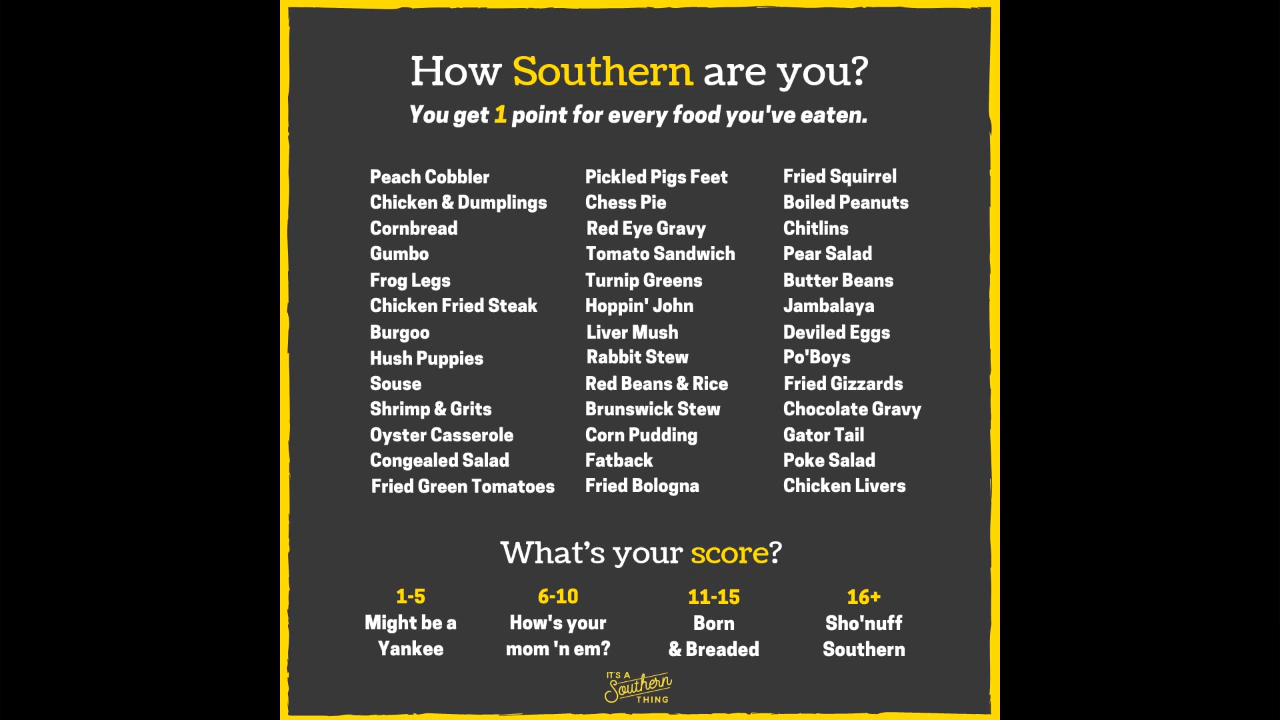 How Southern are you?
You get 1 point for every food you've eaten.
Peach Cobbler
Chicken & Dumplings
Cornbread
Gumbo
Frog Legs
Chicken Fried Steak
Burgoo
Hush Puppies
Souse
Shrimp & Grits
Oyster Casserole
Congealed Salad
Fried Green Tomatoes
Pickled Pigs Feet
Chess Pie
Red Eye Gravy
Tomato Sandwich
Turnip Greens
Hoppin' John
Liver Mush
Rabbit Stew
Red Beans & Rice
Brunswick Stew
Corn Pudding
Fatback
Fried Bologna
Fried Squirrel
Boiled Peanuts
Chitlins
Pear Salad
Butter Beans
Jambalaya
Deviled Eggs
Po'Boys
Fried Gizzards
Chocolate Gravy
Gator Tail
Poke Salad
Chicken Livers
What's your score?
1-5
Might be a
Yankee
6-10
How's your
mom 'n em?
11-15
Born
& Breaded
16+
Sho'nuff
Southern
IT'S A
Southern
THING